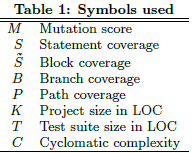 Table 1: Symbols used
M Mutation score
S Statement coverage
S̃ Block coverage
B Branch coverage
P Path coverage
K Project size in LOC
T Test suite size in LOC
C Cyclomatic complexity